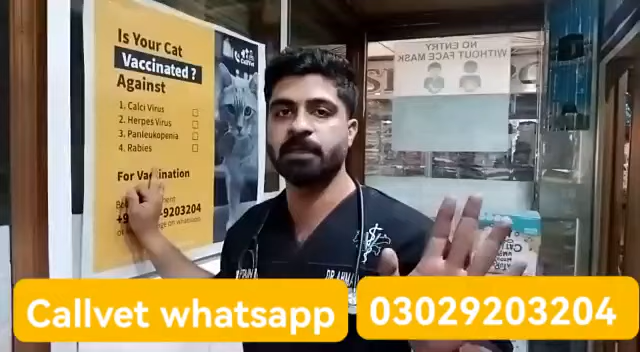 Is Your Cat
Vaccinated ?
Against
1. Calci Virus
2. Herpes Virus
3. Panleukopenia
4. Rabies
For Vaccination
9203204
NO ENTRY
WITHOUT FACE
MASK
Callvet whatsapp
03029203204